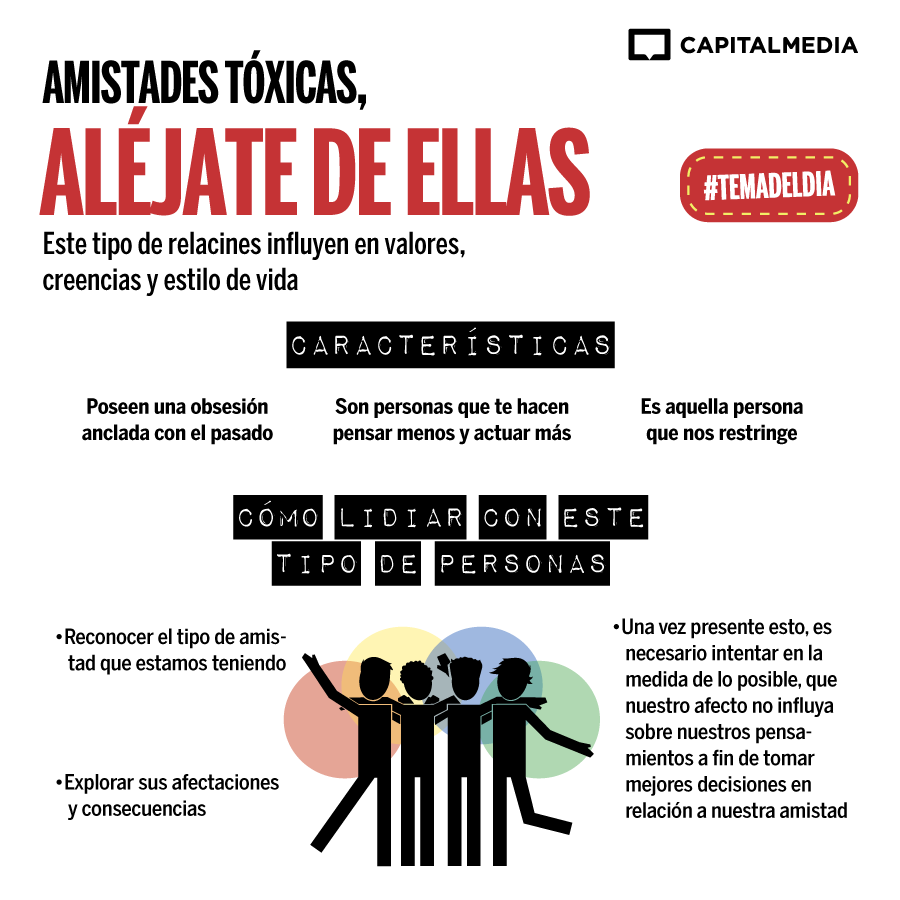 CAPITALMEDIA
AMISTADES TÓXICAS,
ALÉJATE DE ELLAS
#TEMADELDIA
Este tipo de relacines influyen en valores,
creencias y estilo de vida
CARACTERÍSTICAS
Poseen una obsesión
anclada con el pasado
Son personas que te hacen
pensar menos y actuar más
Es aquella persona
que nos restringe
CÓMO LIDIAR CON ESTE
TIPO DE PERSONAS
•Reconocer el tipo de amis-
tad que estamos teniendo
•Explorar sus afectaciones
y consecuencias
•Una vez presente esto, es
necesario intentar en la
medida de lo posible, que
nuestro afecto no influya
sobre nuestros pensa-
mientos a fin de tomar
mejores decisiones en
relación a nuestra amistad